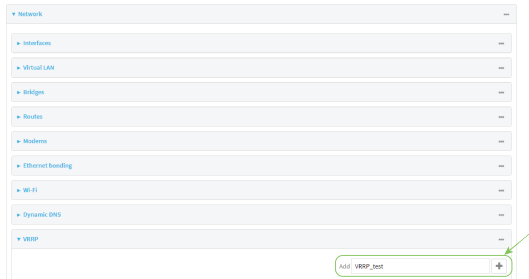 Network
Interfaces
Virtual LAN
Bridges
Routes
Modems
Ethernet bonding
Wi-Fi
Dynamic DNS
VRRP
Add VRRP_test